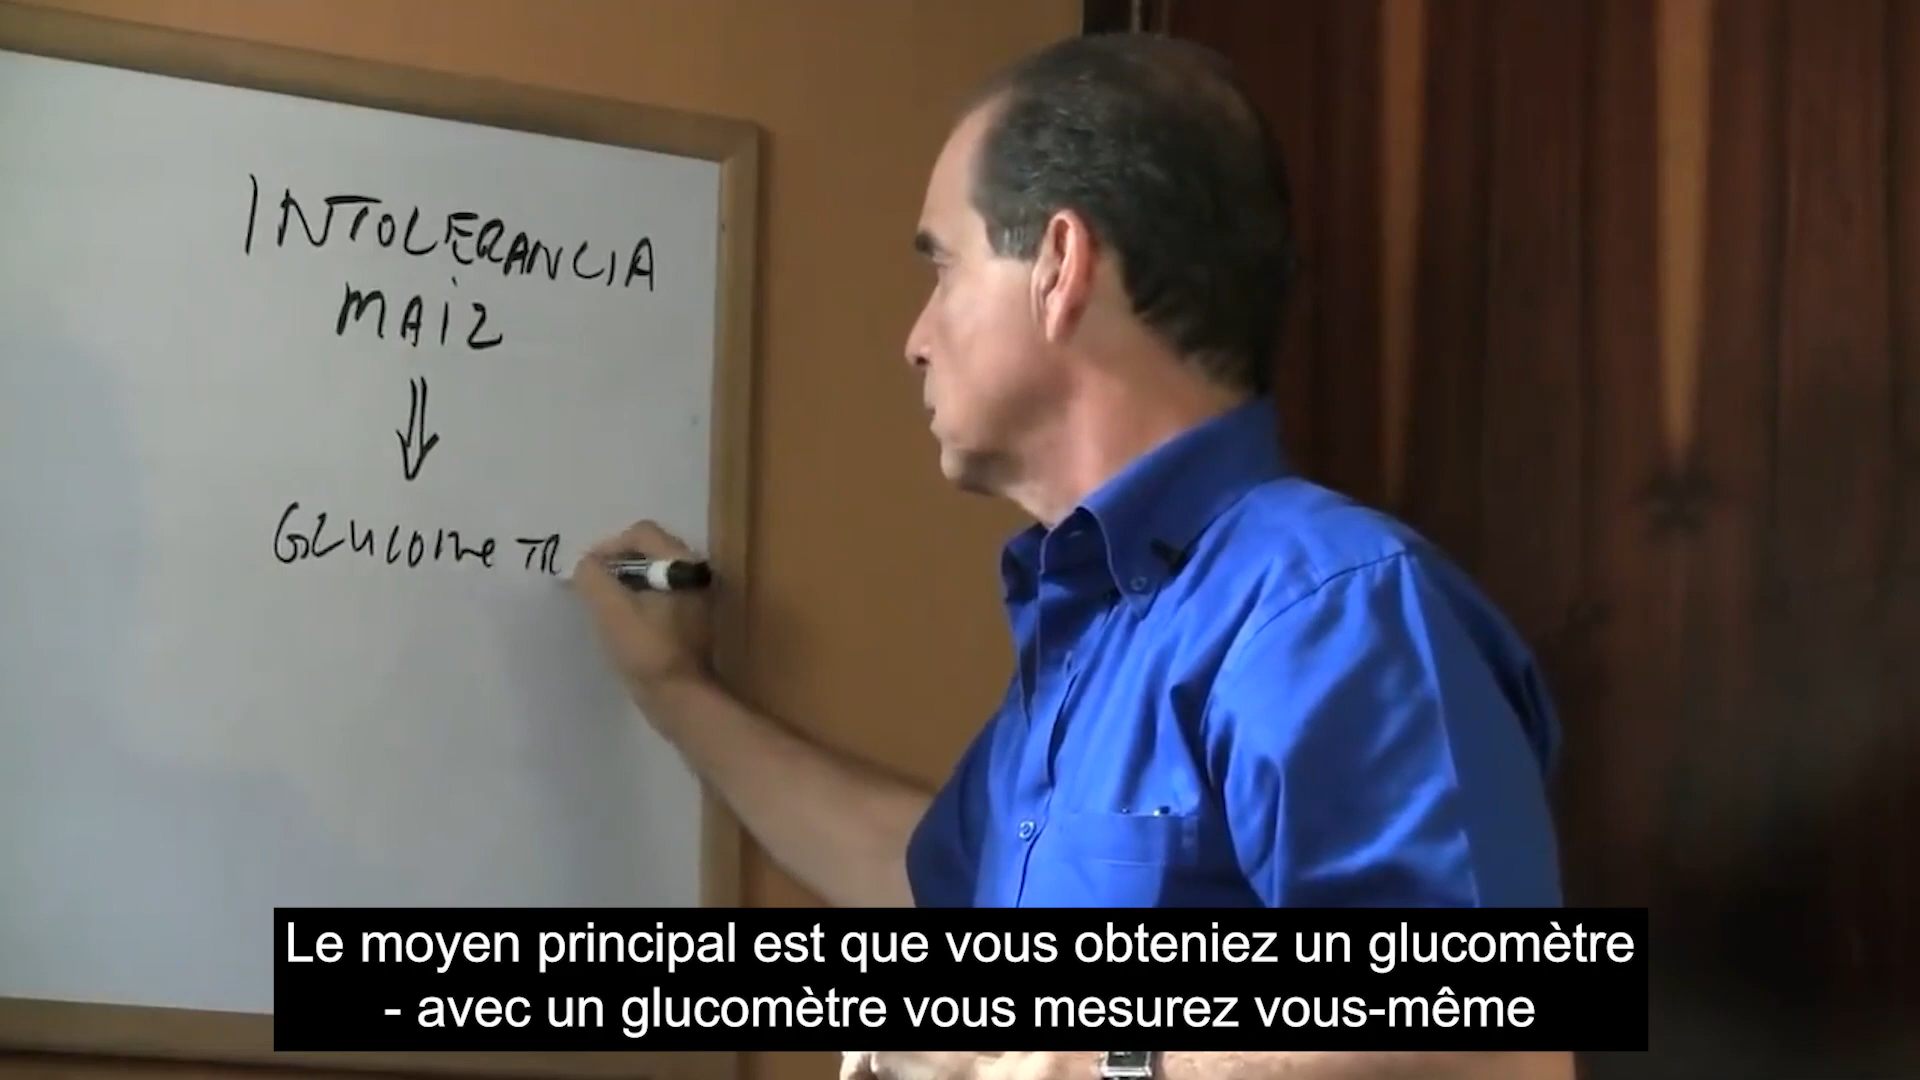 INTOLERANCIA
MAIZ
GLUCOMETR
Le moyen principal est que vous obteniez un glucomètre
- avec un glucomètre vous mesurez vous-même